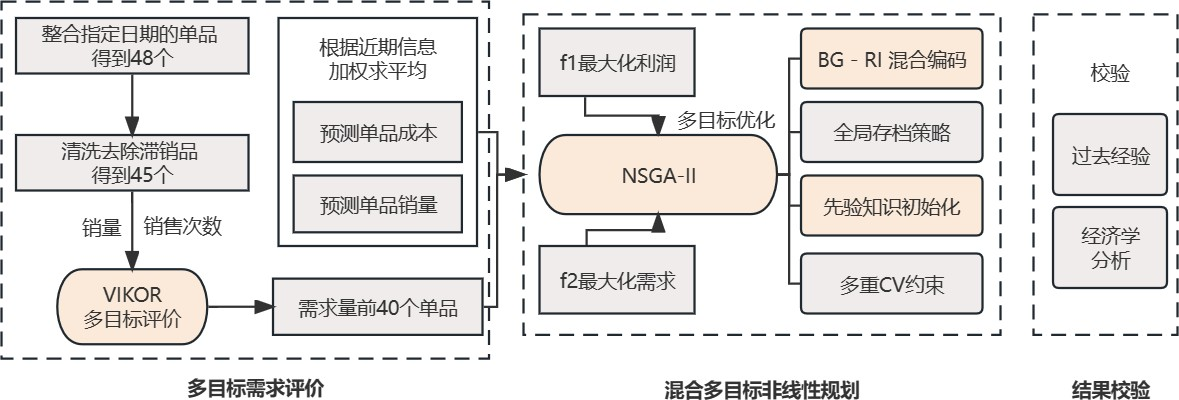 整合指定日期的单品
得到48个
清洗去除滞销品
得到45个
销量
销售次数
VIKOR
多目标评价
根据近期信息
加权求平均
预测单品成本
预测单品销量
需求量前40个单品
多目标需求评价
f1最大化利润
多目标优化
NSGA-II
f2最大化需求
BG - RI 混合编码
全局存档策略
先验知识初始化
多重CV约束
混合多目标非线性规划
校验
过去经验
经济学
分析
结果校验